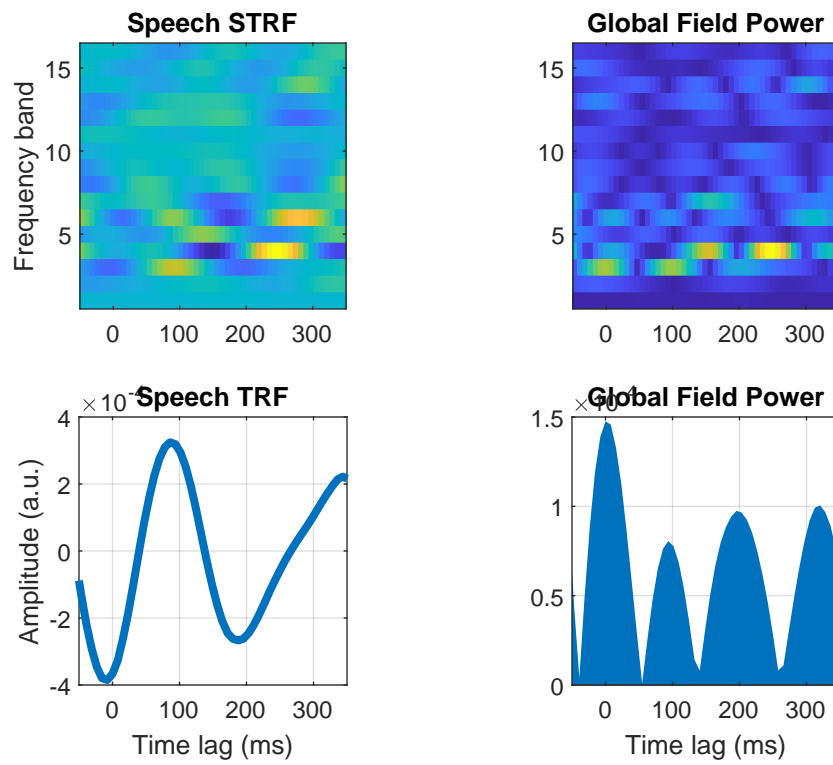 Speech STRF
Frequency band
15
10
5
0 100 200 300
Global Field Power
15
10
5
0 100 200 300
Speech TRF
× 10-4
Amplitude (a.u.)
4
2
0
-2
-4
0 100 200 300
Time lag (ms)
Global Field Power
1.5
1
0.5
0
0 100 200 300
Time lag (ms)